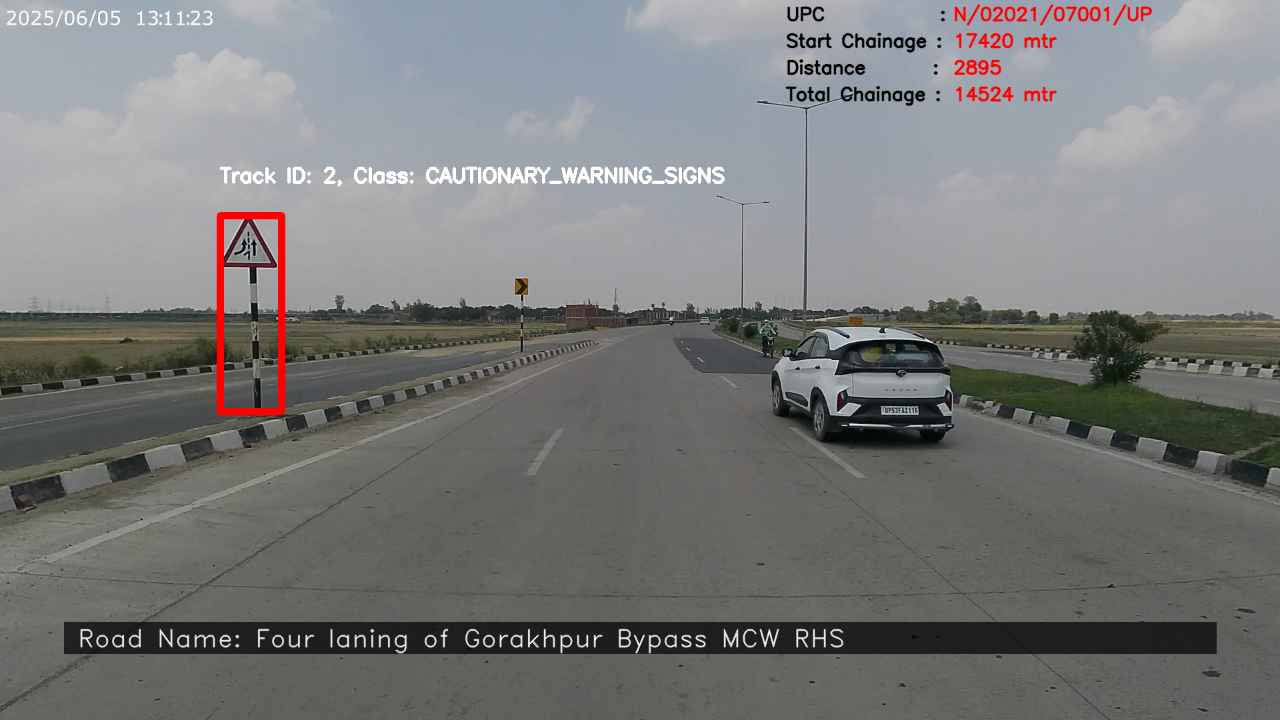 2025/06/05 13:11:23
UPC : N/02021/07001/UP
Start Chainage : 17420 mtr
Distance : 2895
Total Chainage : 14524 mtr
Track ID: 2, Class: CAUTIONARY_WARNING_SIGNS
Road Name: Four laning of Gorakhpur Bypass MCW RHS